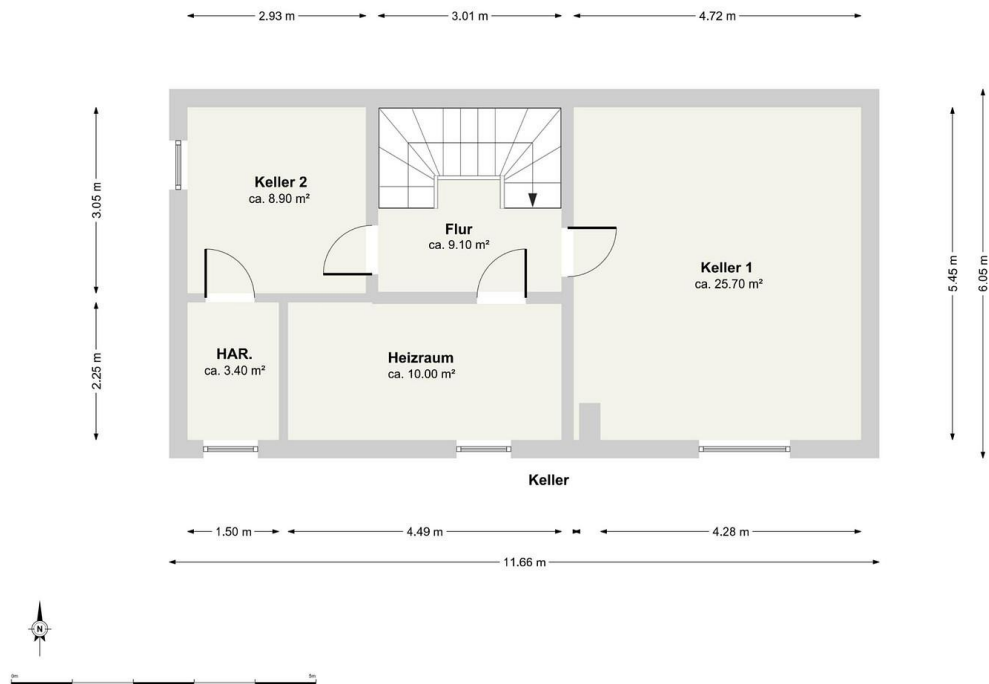 2.93 m
3.01 m
4.72 m
3.05 m
2.25 m
5.45 m
6.05 m
Keller 2
ca. 8.90 m²
Flur
ca. 9.10 m²
Keller 1
ca. 25.70 m²
HAR.
ca. 3.40 m²
Heizraum
ca. 10.00 m²
Keller
1.50 m
4.49 m
4.28 m
11.66 m
N
0m
5m